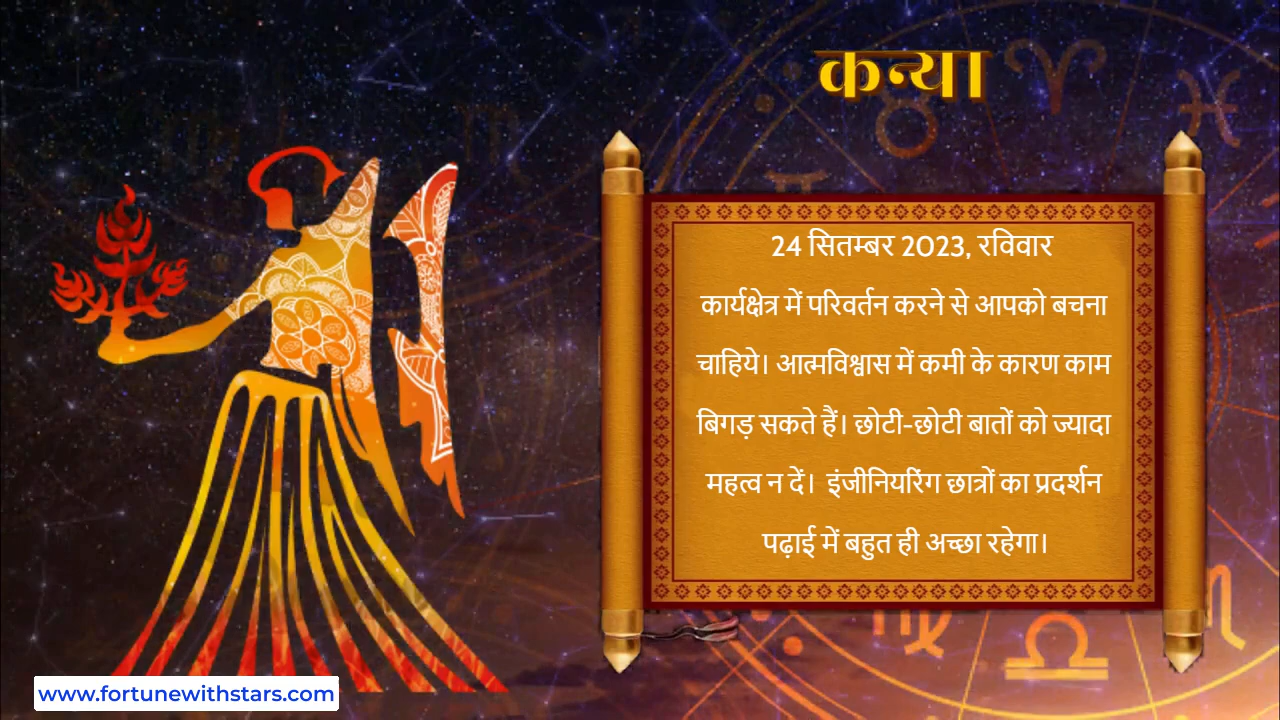 कन्या
24 सितम्बर 2023, रविवार
कार्यक्षेत्र में परिवर्तन करने से आपको बचना
चाहिये। आत्मविश्वास में कमी के कारण काम
बिगड़ सकते हैं। छोटी-छोटी बातों को ज्यादा
महत्व न दें। इंजीनियरिंग छात्रों का प्रदर्शन
पढ़ाई में बहुत ही अच्छा रहेगा।
www.fortunewithstars.com